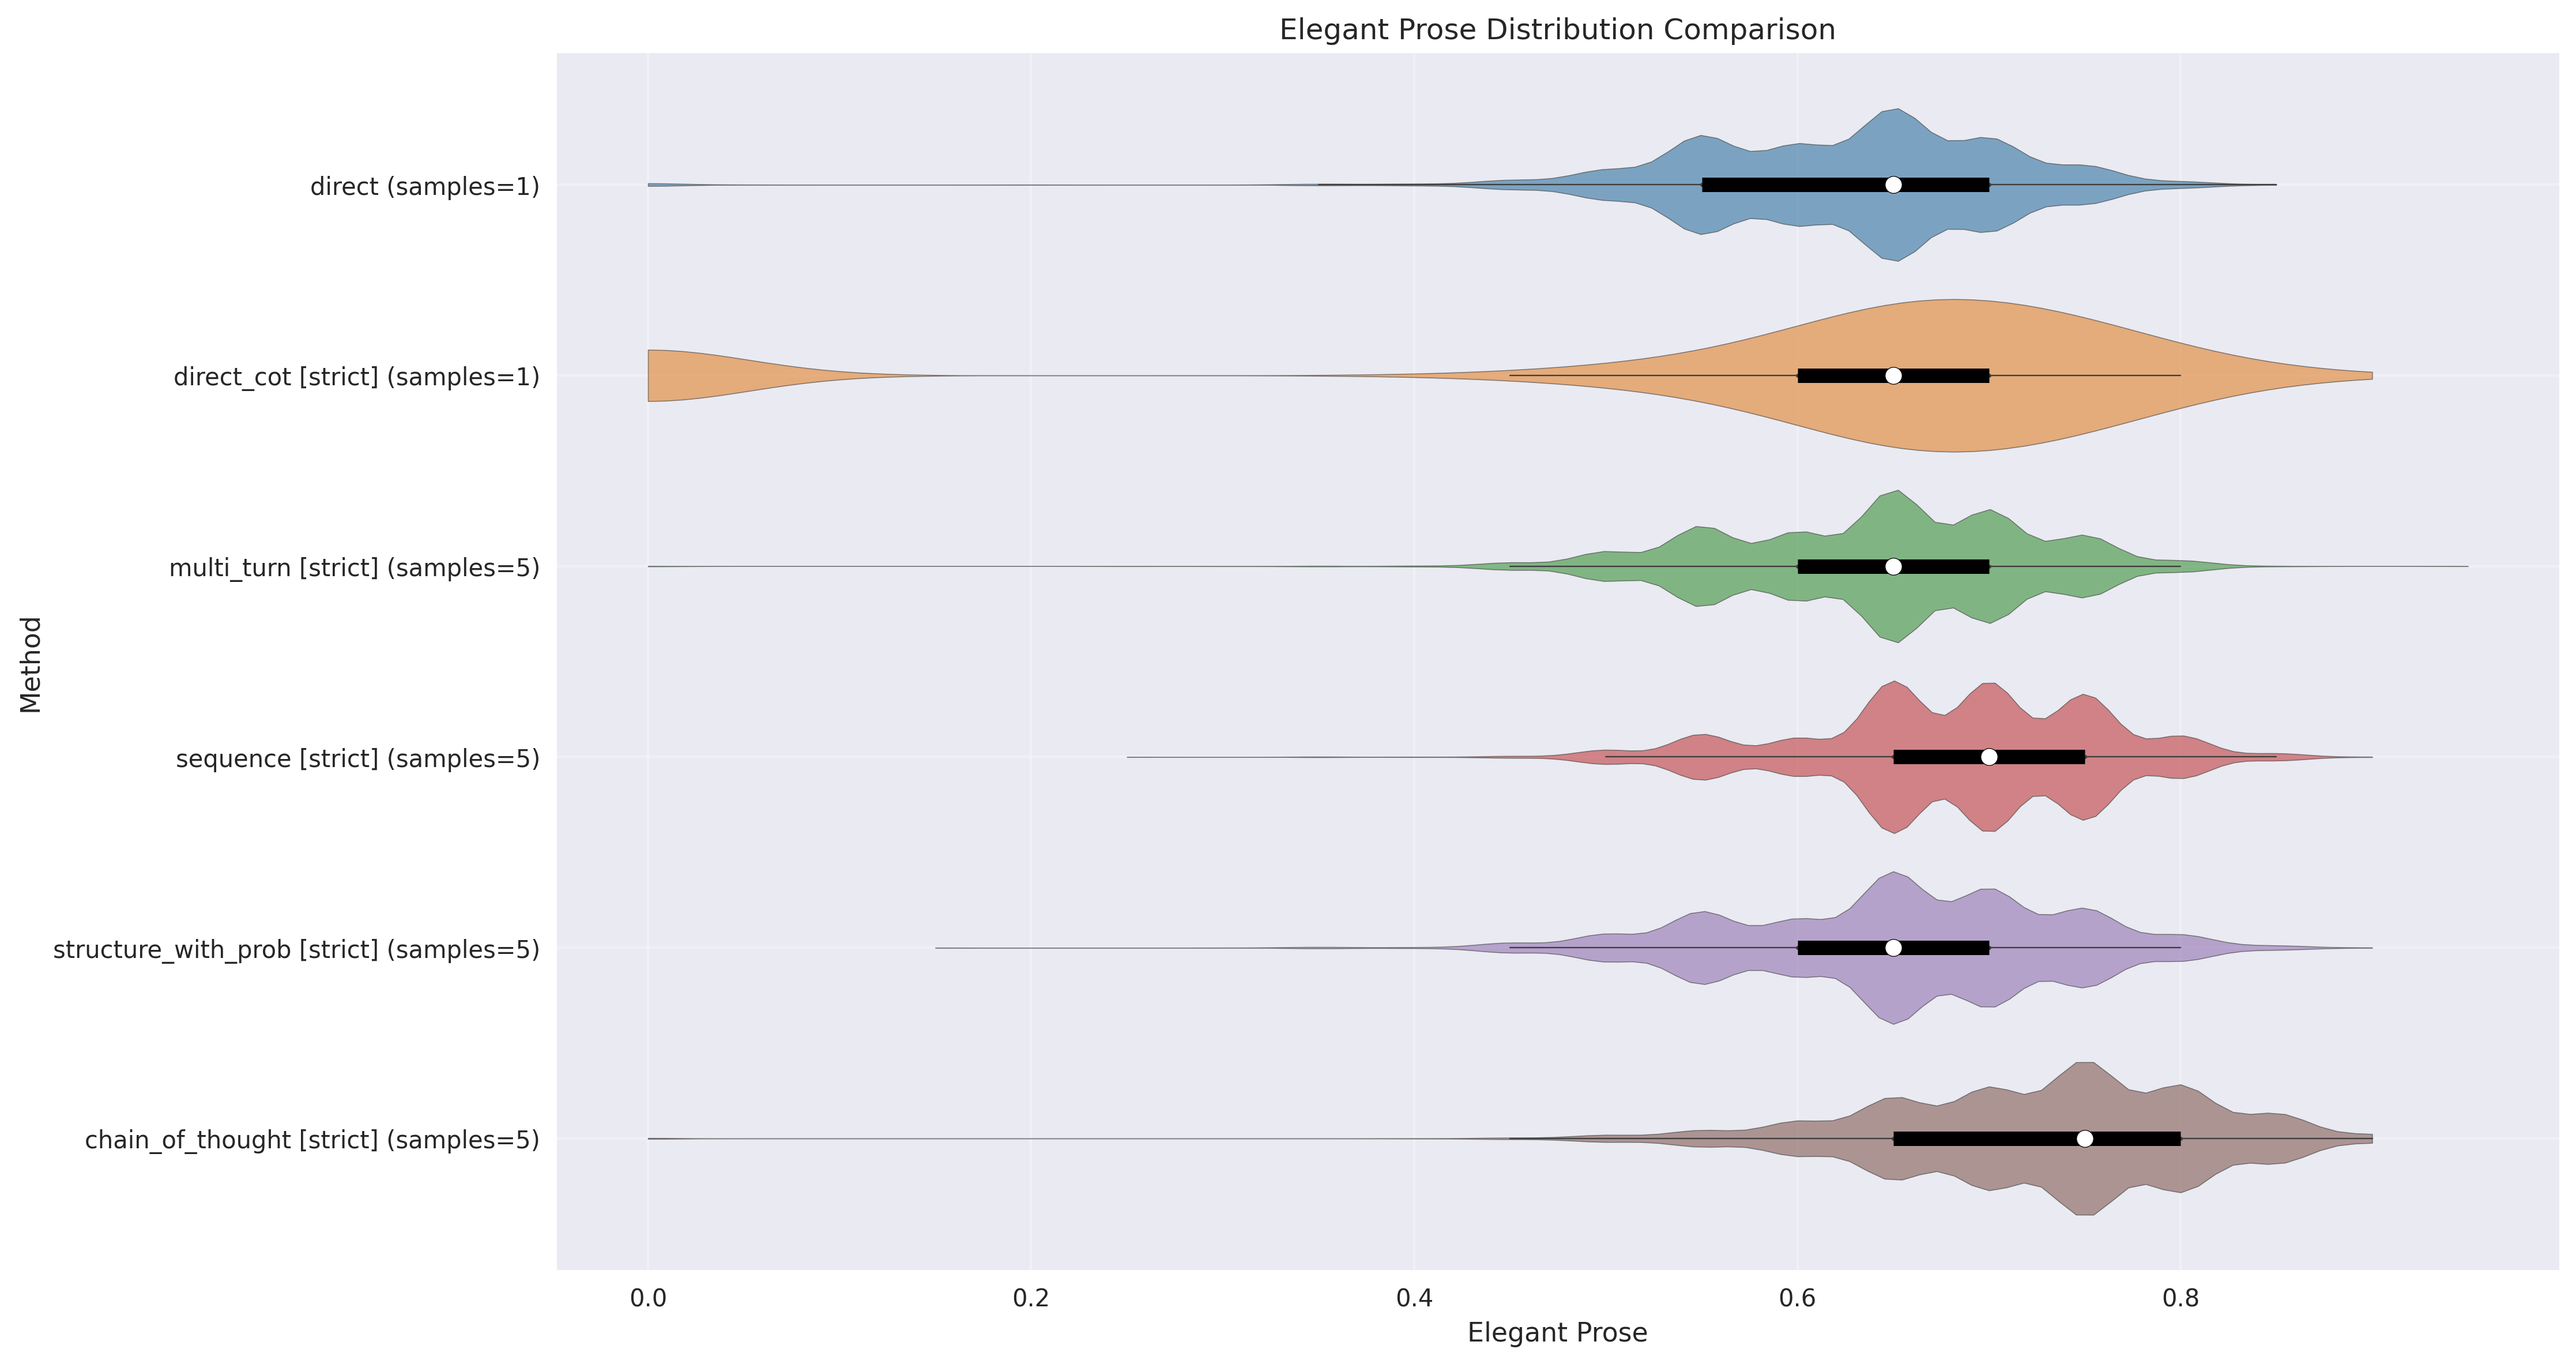 Elegant Prose Distribution Comparison
direct (samples=1)
direct_cot [strict] (samples=1)
multi_turn [strict] (samples=5)
sequence [strict] (samples=5)
structure_with_prob [strict] (samples=5)
chain_of_thought [strict] (samples=5)
Method
0.0 0.2 0.4 0.6 0.8
Elegant Prose